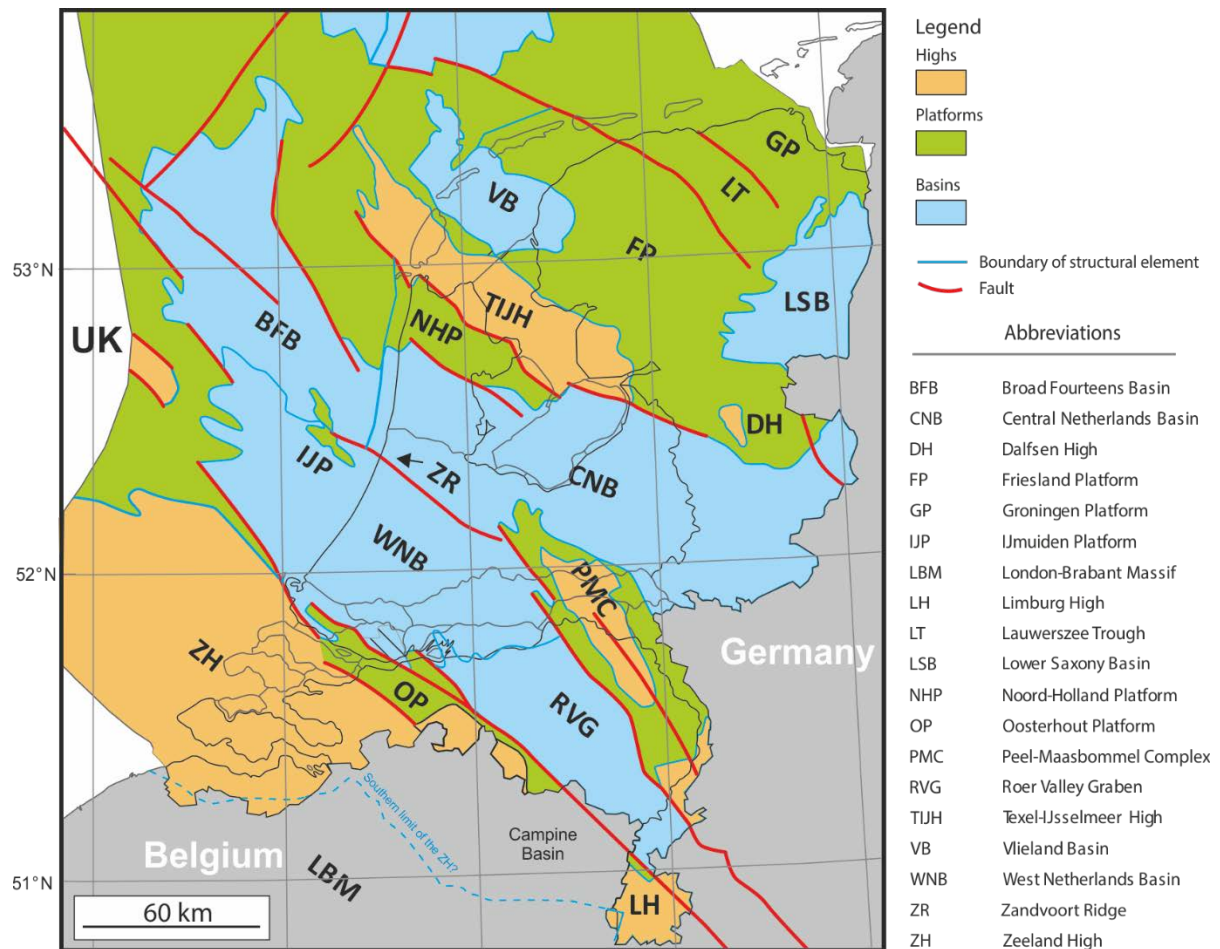 GP
LT
VB
FP
53°N
LSB
TIJH
NHP
BFB
UK
DH
IJP
ZR
CNB
WNB
52°N
PMC
ZH
Germany
OP
RVG
Southern limit of the ZH?
Campine
Basin
Belgium
51°N
LBM
LH
60 km
Legend
Highs
Platforms
Basins
Boundary of structural element
Fault
Abbreviations
BFB Broad Fourteens Basin
CNB Central Netherlands Basin
DH Dalfsen High
FP Friesland Platform
GP Groningen Platform
IJP IJmuiden Platform
LBM London-Brabant Massif
LH Limburg High
LT Lauwerszee Trough
LSB Lower Saxony Basin
NHP Noord-Holland Platform
OP Oosterhout Platform
PMC Peel-Maasbommel Complex
RVG Roer Valley Graben
TIJH Texel-IJsselmeer High
VB Vlieland Basin
WNB West Netherlands Basin
ZR Zandvoort Ridge
ZH Zeeland High